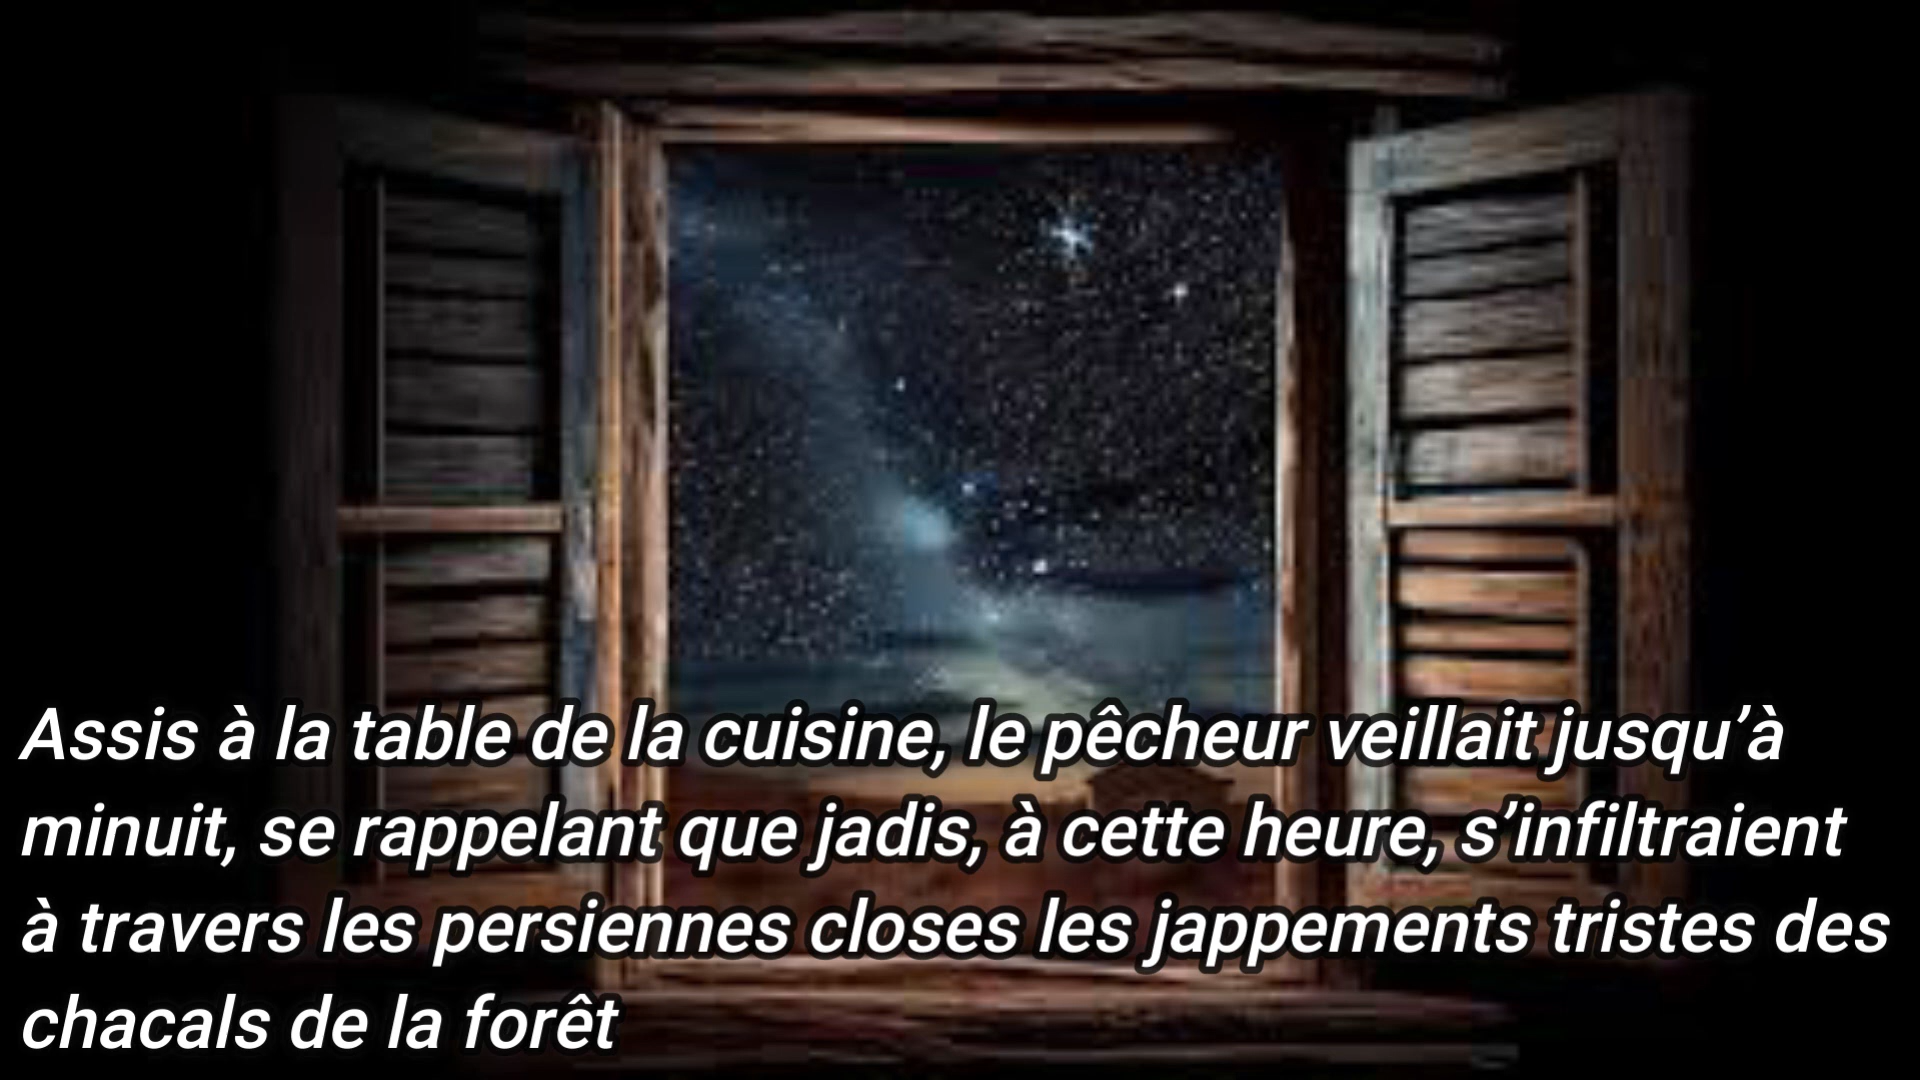 Assis à la table de la cuisine, le pêcheur veillait jusqu’à
minuit, se rappelant que jadis, à cette heure, s’infiltraient
à travers les persiennes closes les jappements tristes des
chacals de la forêt